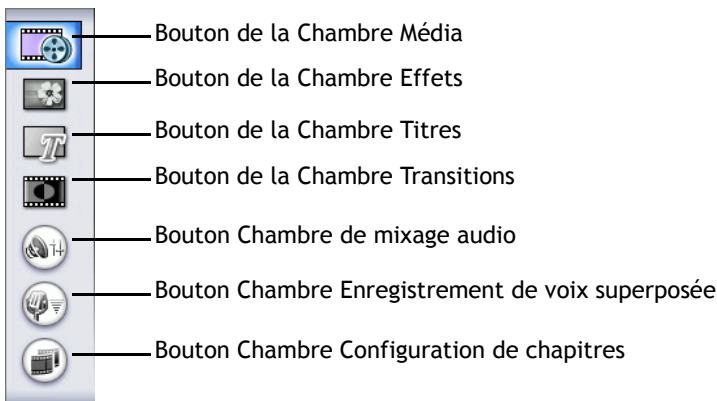 Bouton de la Chambre Média
Bouton de la Chambre Effets
Bouton de la Chambre Titres
Bouton de la Chambre Transitions
Bouton Chambre de mixage audio
Bouton Chambre Enregistrement de voix superposée
Bouton Chambre Configuration de chapitres